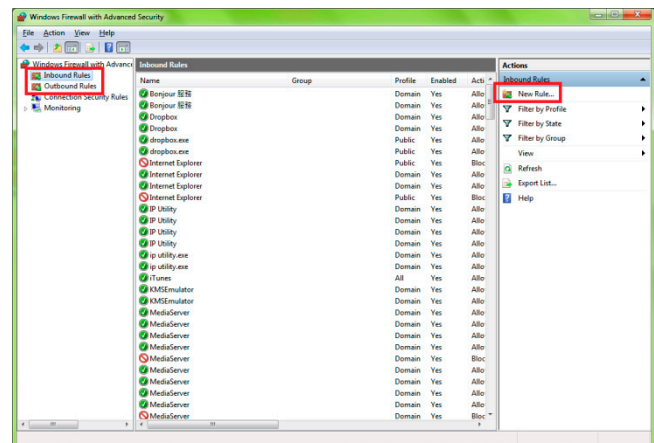 Windows Firewall with Advanced Security
File Action View Help
Windows Firewall with Advanc
Inbound Rules
Outbound Rules
Connection Security Rules
Monitoring
Inbound Rules
Name Group Profile Enabled Acti
Bonjour 服務 Domain Yes Allo
Bonjour 服務 Domain Yes Allo
Dropbox Domain Yes Allo
Dropbox Domain Yes Allo
dropbox.exe Public Yes Allo
dropbox.exe Public Yes Allo
Internet Explorer Public Yes Bloc
Internet Explorer Domain Yes Allo
Internet Explorer Domain Yes Allo
Internet Explorer Public Yes Bloc
IP Utility Domain Yes Allo
IP Utility Domain Yes Allo
IP Utility Domain Yes Allo
IP Utility Domain Yes Allo
ip utility.exe Domain Yes Allo
ip utility.exe Domain Yes Allo
iTunes All Yes Allo
KMSEmulator Domain Yes Allo
KMSEmulator Domain Yes Allo
MediaServer Domain Yes Allo
MediaServer Domain Yes Allo
MediaServer Domain Yes Allo
MediaServer Domain Yes Bloc
MediaServer Domain Yes Allo
MediaServer Domain Yes Allo
MediaServer Domain Yes Allo
MediaServer Domain Yes Allo
MediaServer Domain Yes Bloc
Actions
Inbound Rules
New Rule...
Filter by Profile
Filter by State
Filter by Group
View
Refresh
Export List...
Help